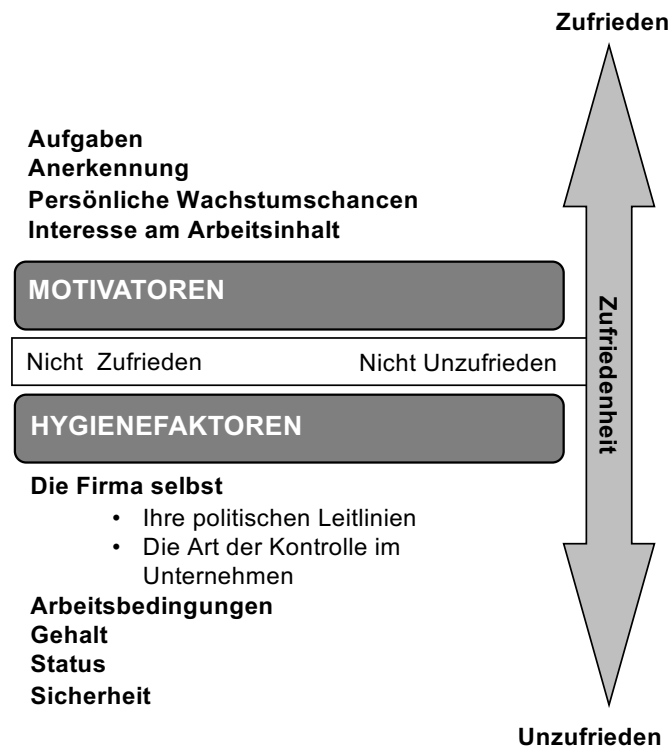 Zufrieden
Aufgaben
Anerkennung
Persönliche Wachstumschancen
Interesse am Arbeitsinhalt
MOTIVATOREN
Nicht Zufrieden
Nicht Unzufrieden
Zufriedenheit
HYGIENEFAKTOREN
Die Firma selbst
• Ihre politischen Leitlinien
• Die Art der Kontrolle im
Unternehmen
Arbeitsbedingungen
Gehalt
Status
Sicherheit
Unzufrieden